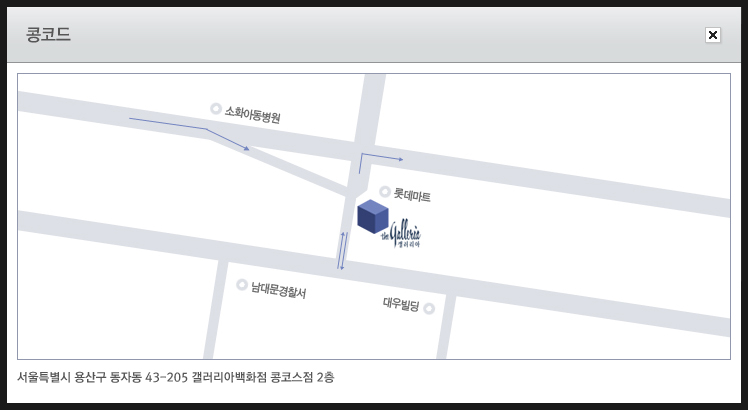 콩코드
소화아동병원
롯데마트
the Galleria
갤러리아
남대문경찰서
대우빌딩
서울특별시 용산구 동자동 43-205 갤러리아백화점 콩코스점 2층